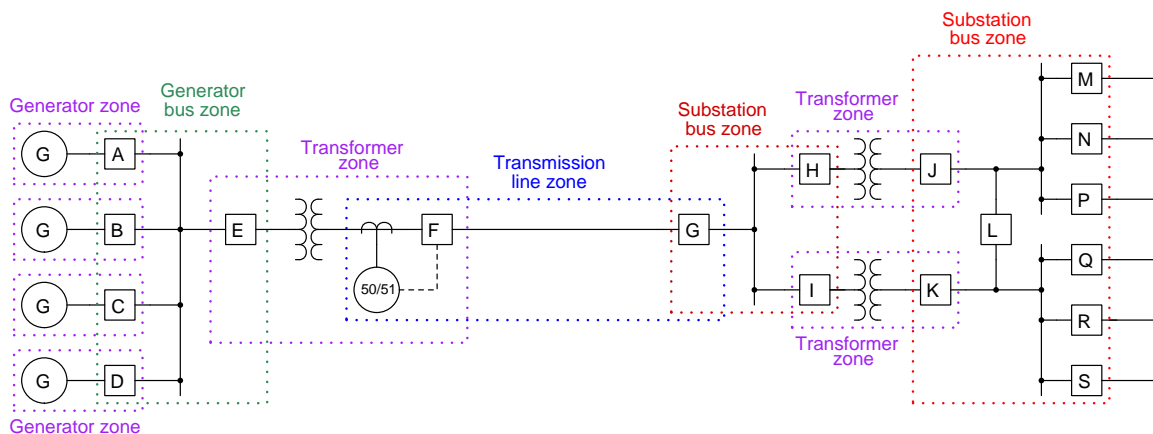 Substation
bus zone
Generator
bus zone
Generator zone
Transformer
zone
Substation
bus zone
Transformer
zone
Transmission
line zone
M
N
P
G
A
H
J
G
B
E
F
G
L
50/51
Q
G
C
I
K
R
G
D
S
Transformer
zone
Generator zone